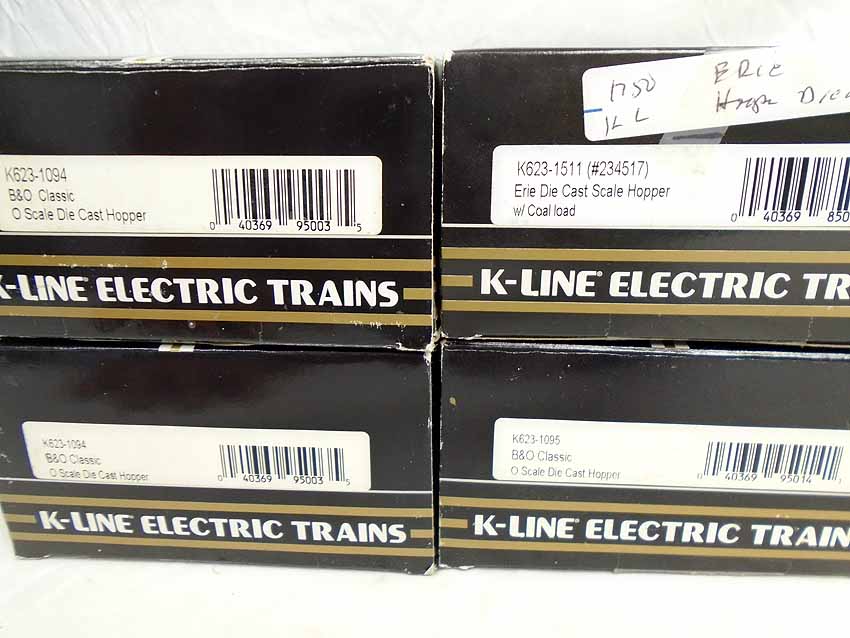 K623-1094
B&O Classic
O Scale Die Cast Hopper
0 40369 95003 5
K-LINE ELECTRIC TRAINS
1750 ERIE
K L
K623-1511 (#234517)
Erie Die Cast Scale Hopper
w/ Coal load
0 40369 850
K-LINE® ELECTRIC TR
K623-1094
B&O Classic
O Scale Die Cast Hopper
0 40369 95003 5
K-LINE ELECTRIC TRAINS
K623-1095
B&O Classic
O Scale Die Cast Hopper
0 40369 95014 1
K-LINE® ELECTRIC TRAIN